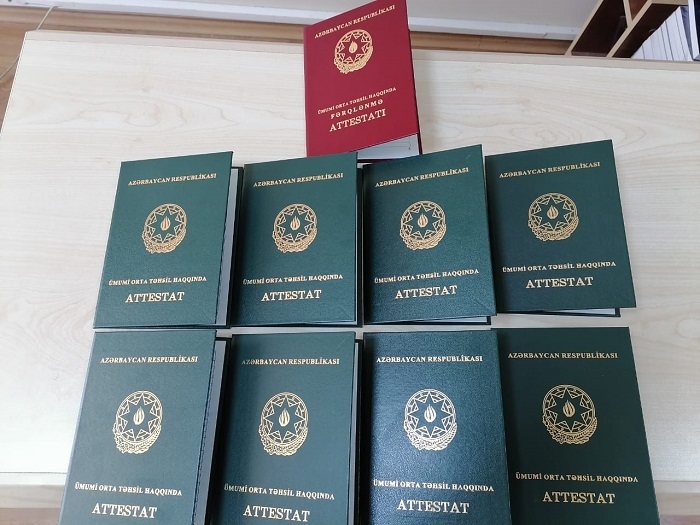 AZƏRBAYCAN RESPUBLİKASI
ÜMUMİ ORTA TƏHSİL HAQQINDA
FƏRQLƏNMƏ
ATTESTATI
AZƏRBAYCAN RESPUBLİKASI
ÜMUMİ ORTA TƏHSİL HAQQINDA
ATTESTAT
AZƏRBAYCAN RESPUBLİKASI
ÜMUMİ ORTA TƏHSİL HAQQINDA
ATTESTAT
AZƏRBAYCAN RESPUBLİKASI
ÜMUMİ ORTA TƏHSİL HAQQINDA
ATTESTAT
AZƏRBAYCAN RESPUBLİKASI
ÜMUMİ ORTA TƏHSİL HAQQINDA
ATTESTAT
AZƏRBAYCAN RESPUBLİKASI
ÜMUMİ ORTA TƏHSİL HAQQINDA
ATTESTAT
AZƏRBAYCAN RESPUBLİKASI
ÜMUMİ ORTA TƏHSİL HAQQINDA
ATTESTAT
AZƏRBAYCAN RESPUBLİKASI
ÜMUMİ ORTA TƏHSİL HAQQINDA
ATTESTAT
AZƏRBAYCAN RESPUBLİKASI
ÜMUMİ ORTA TƏHSİL HAQQINDA
ATTESTAT